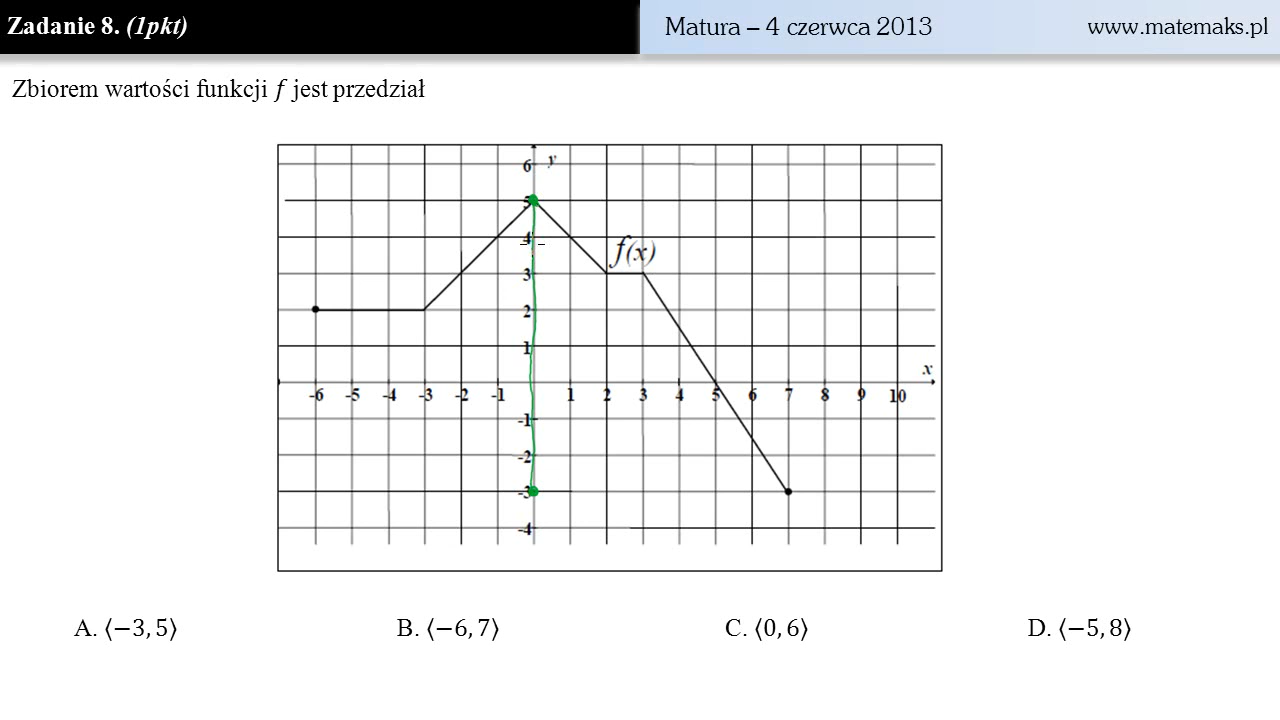 Zadanie 8. (1pkt)
Matura – 4 czerwca 2013
www.matemaks.pl
Zbiorem wartości funkcji f jest przedział
6 y
5
4
f(x)
3
2
1
x
-6 -5 -4 -3 -2 -1 1 2 3 4 5 6 7 8 9 10
-1
-2
-3
-4
A. ⟨−3, 5⟩ B. ⟨−6, 7⟩ C. ⟨0, 6⟩ D. ⟨−5, 8⟩